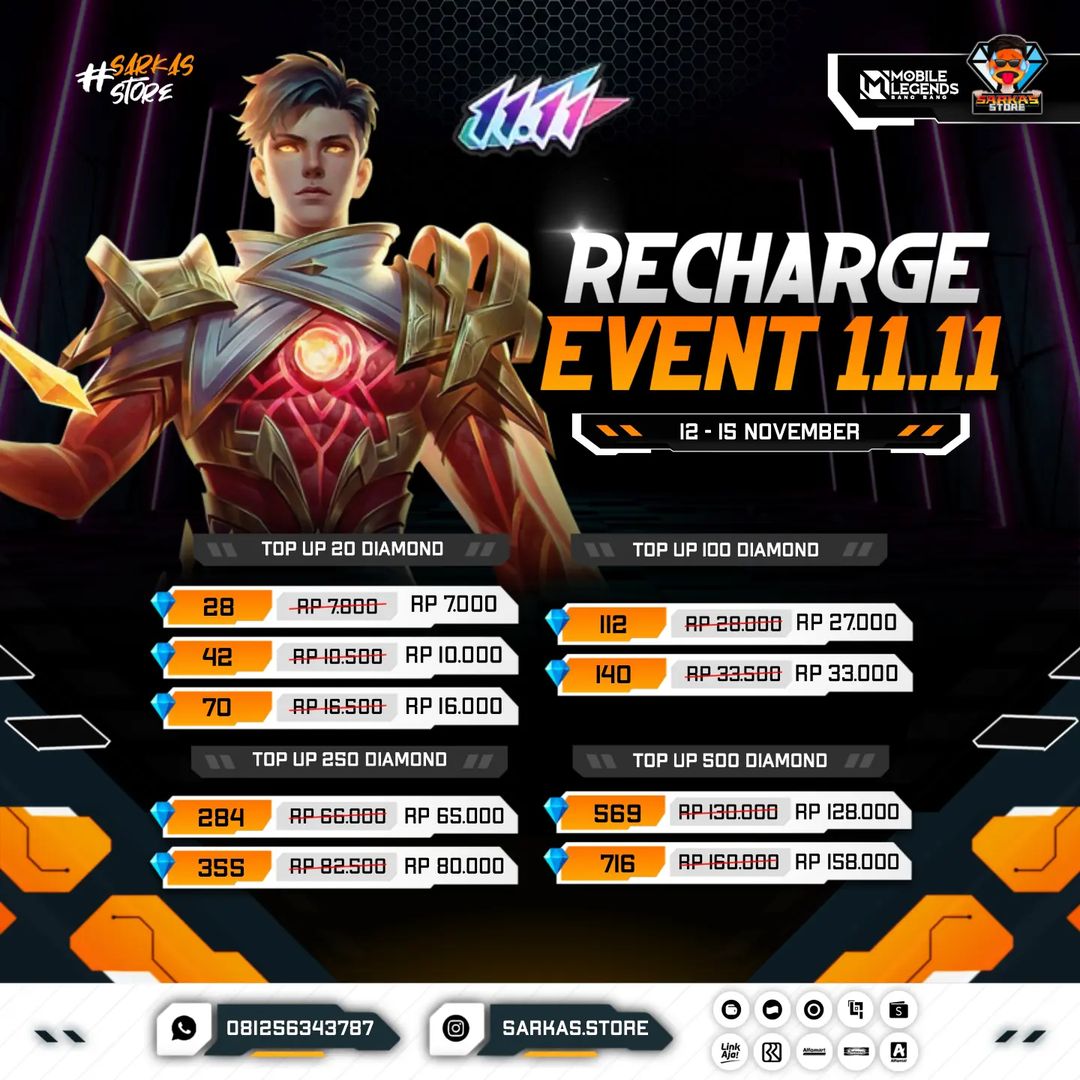 #SARKAS
STORE
11.11
MOBILE
LEGENDS
BANG BANG
SARKAS
STORE
RECHARGE
EVENT 11.11
12 - 15 NOVEMBER
TOP UP 20 DIAMOND
28 RP 7.800 RP 7.000
42 RP 10.500 RP 10.000
70 RP 16.500 RP 16.000
TOP UP 100 DIAMOND
112 RP 28.000 RP 27.000
140 RP 33.500 RP 33.000
TOP UP 250 DIAMOND
284 RP 66.000 RP 65.000
355 RP 82.500 RP 80.000
TOP UP 500 DIAMOND
569 RP 130.000 RP 128.000
716 RP 160.000 RP 158.000
081256343787
SARKAS.STORE
Link
Aja!
Alfamart